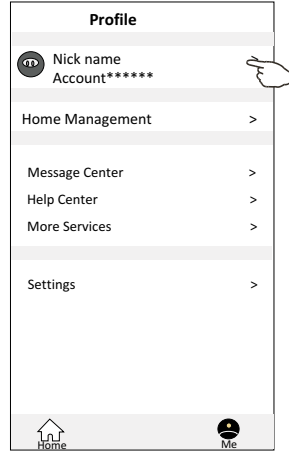 Profile
Nick name
Account******
Home Management >
Message Center >
Help Center >
More Services >
Settings >
Home Me